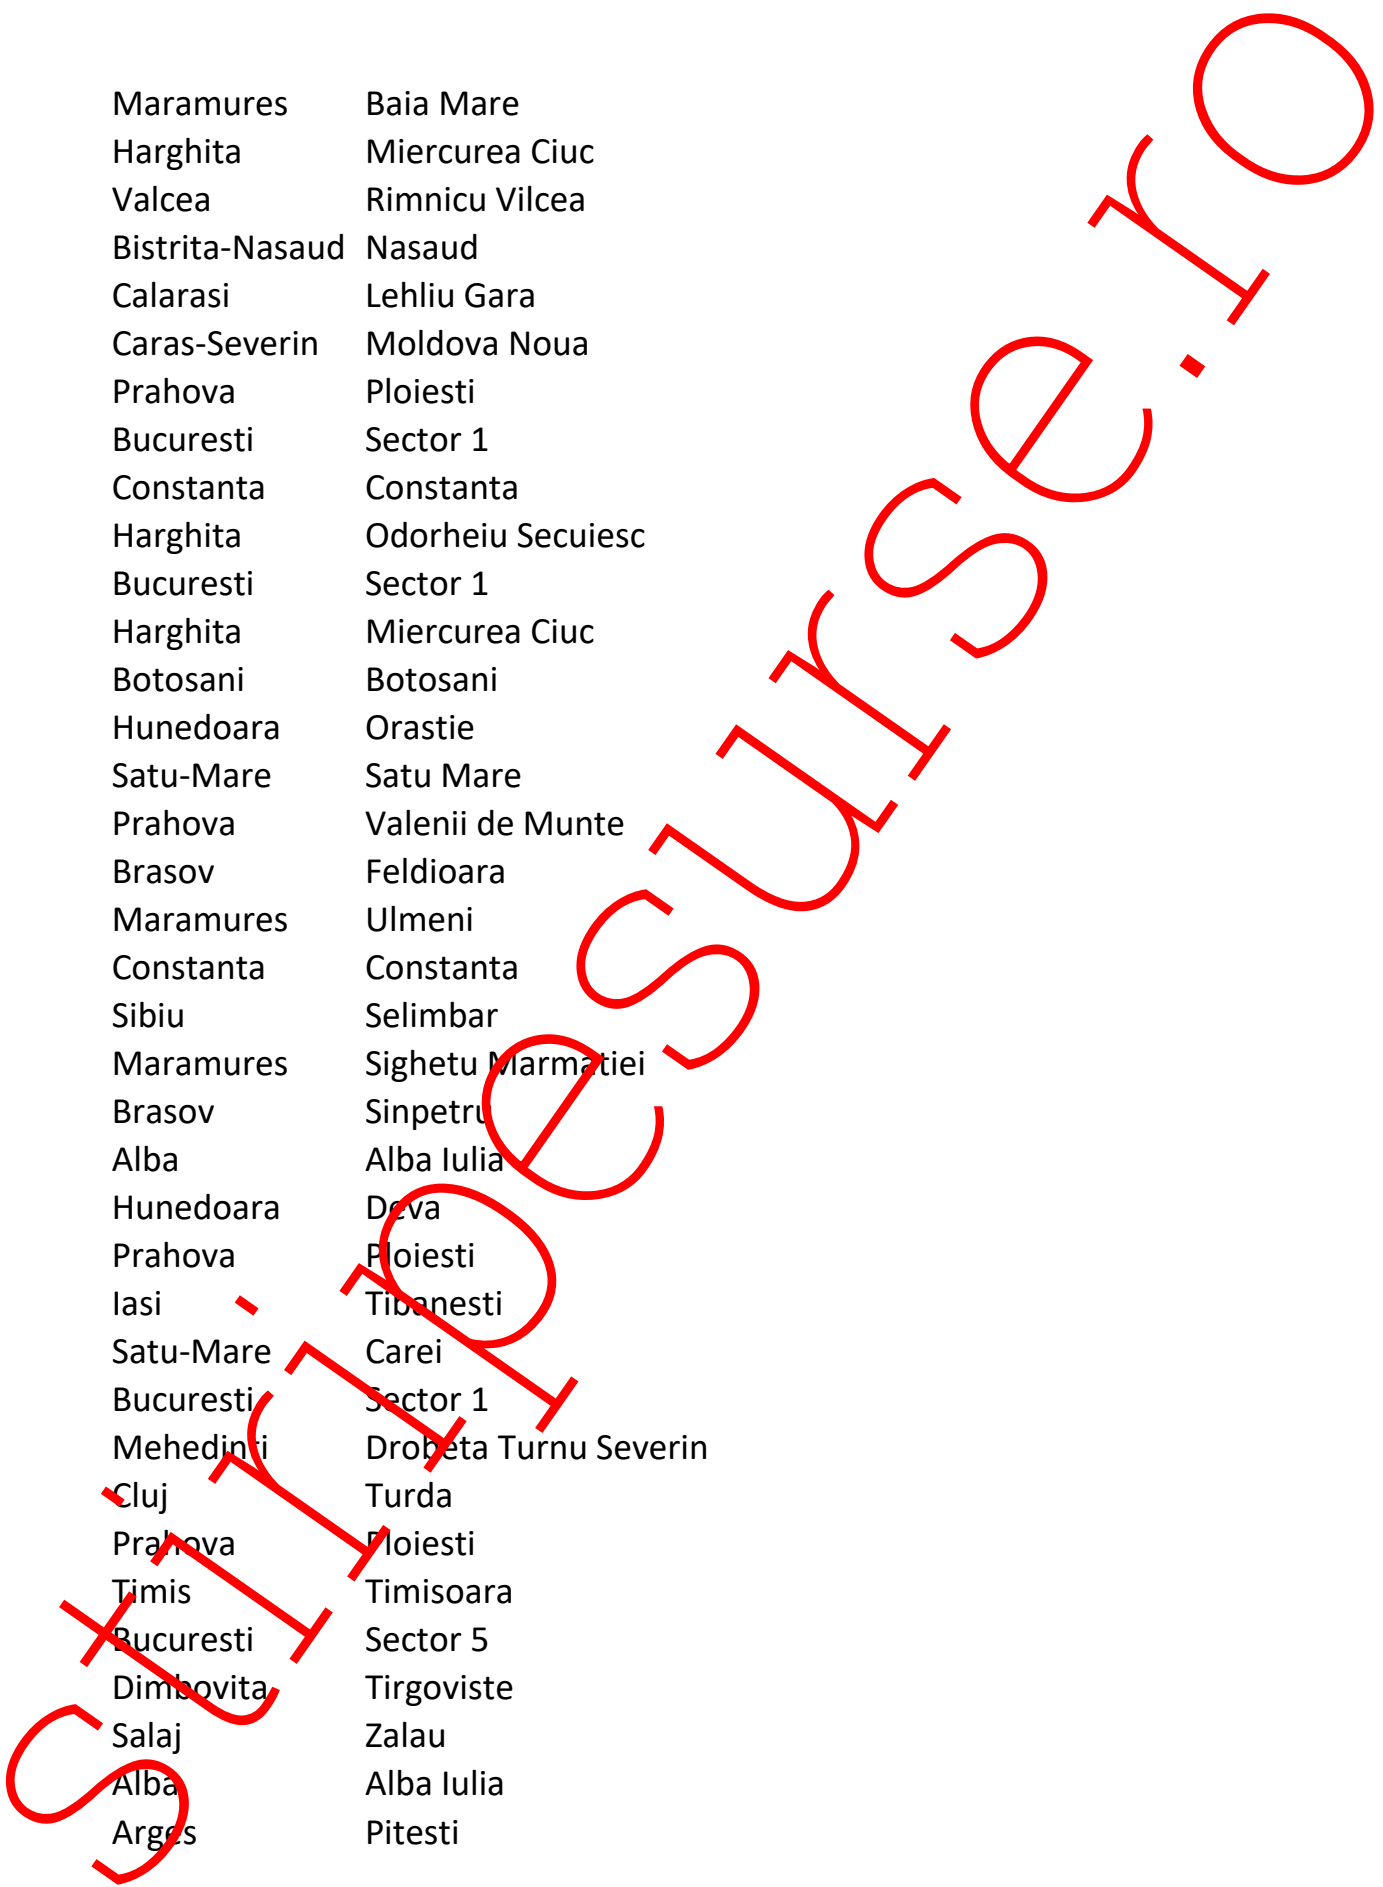 Maramures Baia Mare
Harghita Miercurea Ciuc
Valcea Rimnicu Vilcea
Bistrita-Nasaud Nasaud
Calarasi Lehliu Gara
Caras-Severin Moldova Noua
Prahova Ploiesti
Bucuresti Sector 1
Constanta Constanta
Harghita Odorheiu Secuiesc
Bucuresti Sector 1
Harghita Miercurea Ciuc
Botosani Botosani
Hunedoara Orastie
Satu-Mare Satu Mare
Prahova Valenii de Munte
Brasov Feldioara
Maramures Ulmeni
Constanta Constanta
Sibiu Selimbar
Maramures Sighetu Marmatiei
Brasov Sinpetru
Alba Alba Iulia
Hunedoara Deva
Prahova Ploiesti
Iasi Tibanesti
Satu-Mare Carei
Bucuresti Sector 1
Mehedinti Drobeta Turnu Severin
Cluj Turda
Prahova Ploiesti
Timis Timisoara
Bucuresti Sector 5
Dimbovita Tirgoviste
Salaj Zalau
Alba Alba Iulia
Arges Pitesti
stiripesurse.ro